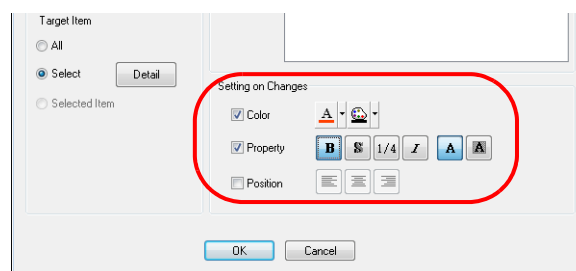 Target Item
All
Select Detail
Selected Item
Setting on Changes
Color A
Property B S 1/4 I A A
Position
OK Cancel